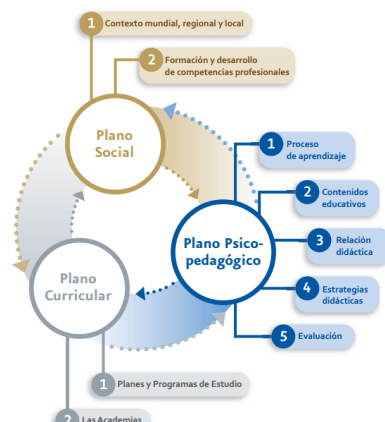 1 Contexto mundial, regional y local
2 Formación y desarrollo
de competencias profesionales
Plano
Social
1 Proceso
de aprendizaje
2 Contenidos
educativos
Plano Psico-
pedagógico
3 Relación
didáctica
4 Estrategias
didácticas
5 Evaluación
Plano
Curricular
1 Planes y Programas de Estudio
2 Las Academias